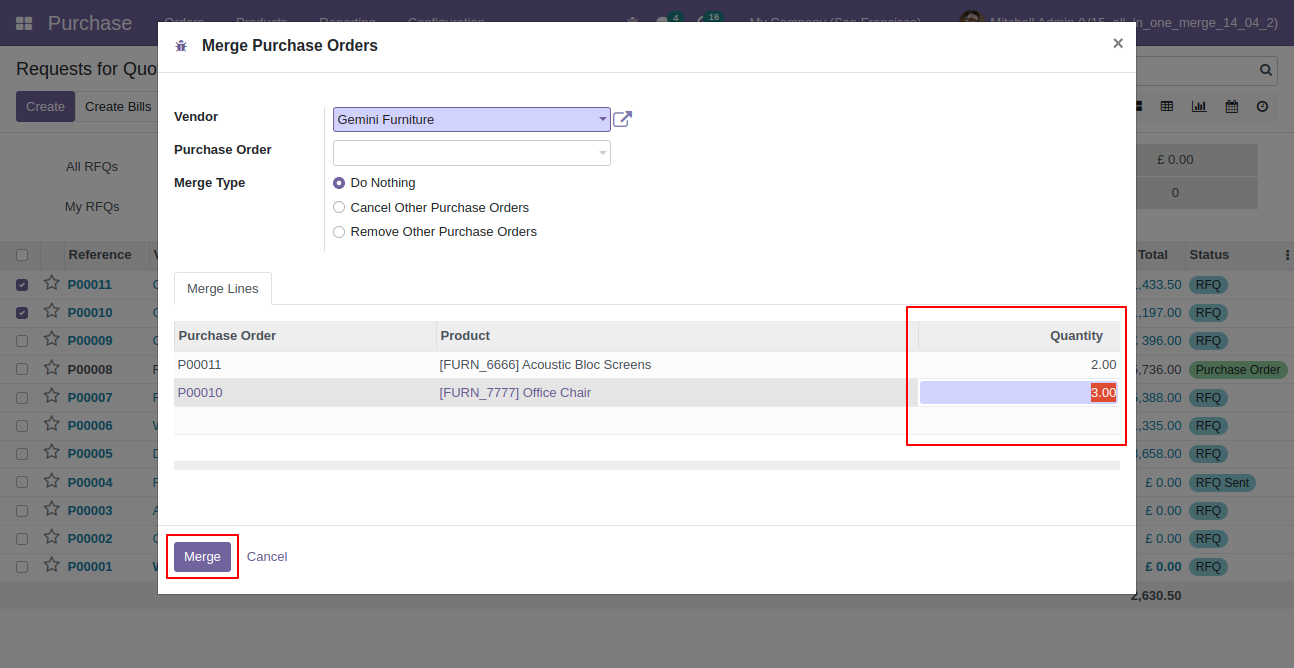 Purchase Orders Products Reporting Configuration 4 16 My Company (San Francisco) Mitchell Admin (V15_all_in_one_merge_14_04_2)
Merge Purchase Orders ×
Requests for Quo
Create Create Bills
Vendor Gemini Furniture
Purchase Order
Merge Type Do Nothing
Cancel Other Purchase Orders
Remove Other Purchase Orders
All RFQs £ 0.00
My RFQs 0
Reference Total Status
Merge Lines
P00011 ,433.50 RFQ
P00010 ,197.00 RFQ
P00009 396.00 RFQ
P00008 ,736.00 Purchase Order
P00007 ,388.00 RFQ
P00006 ,335.00 RFQ
P00005 ,658.00 RFQ
P00004 £ 0.00 RFQ Sent
P00003 £ 0.00 RFQ
P00002 £ 0.00 RFQ
P00001 £ 0.00 RFQ
2,630.50
Purchase Order Product Quantity
P00011 [FURN_6666] Acoustic Bloc Screens 2.00
P00010 [FURN_7777] Office Chair 3.00
Merge Cancel